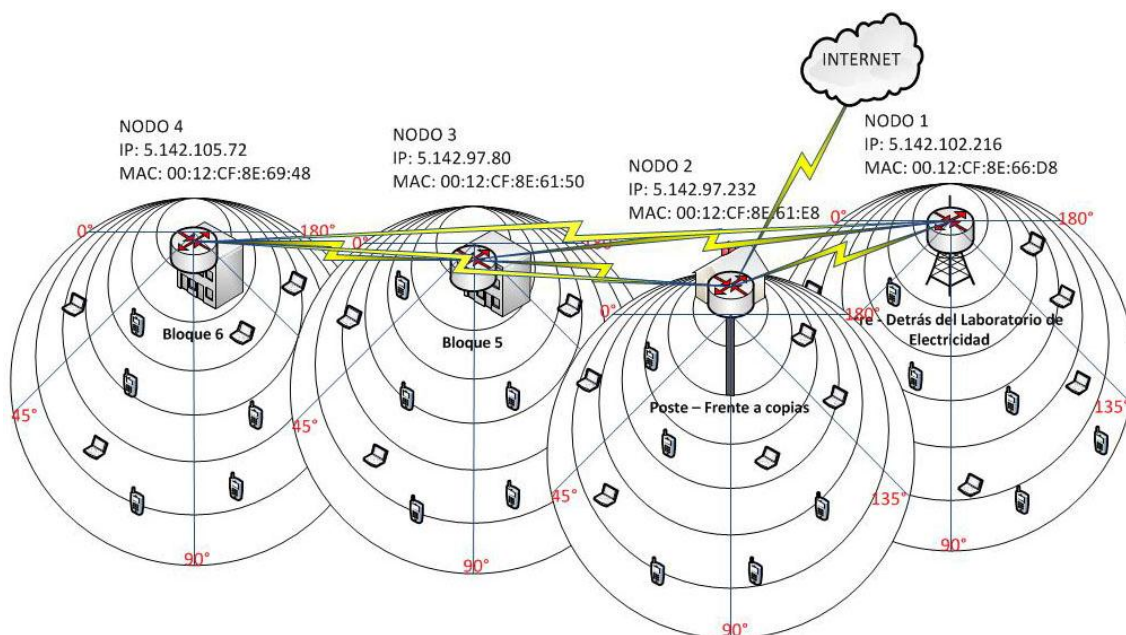 INTERNET
NODO 4
IP: 5.142.105.72
MAC: 00:12:CF:8E:69:48
NODO 3
IP: 5.142.97.80
MAC: 00:12:CF:8E:61:50
NODO 2
IP: 5.142.97.232
MAC: 00:12:CF:8E:61:E8
NODO 1
IP: 5.142.102.216
MAC: 00:12:CF:8E:66:D8
0°
180°
0°
180°
0°
180°
0°
180°
Bloque 6
Bloque 5
Poste – Frente a copias
re - Detrás del Laboratorio de
Electricidad
45°
45°
45°
135°
135°
90°
90°
90°
90°